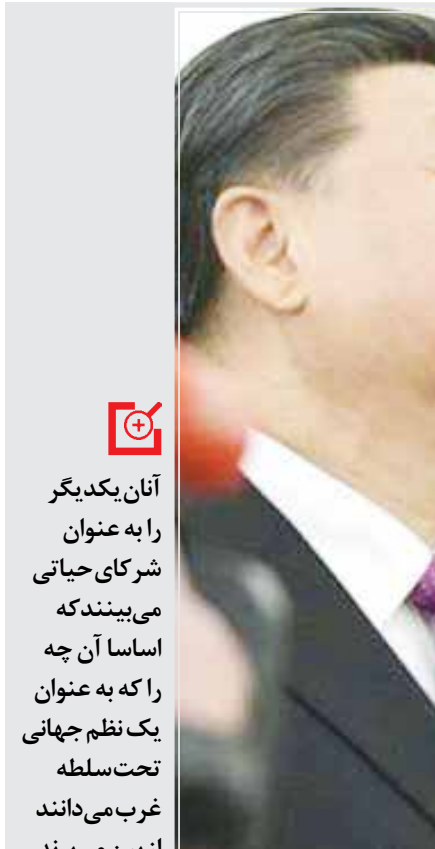 آنان یکدیگر
را به عنوان
شرکای حیاتی
می‌بینند که
اساسا آن چه
را که به عنوان
یک نظم جهانی
تحت سلطه
غرب می‌دانند